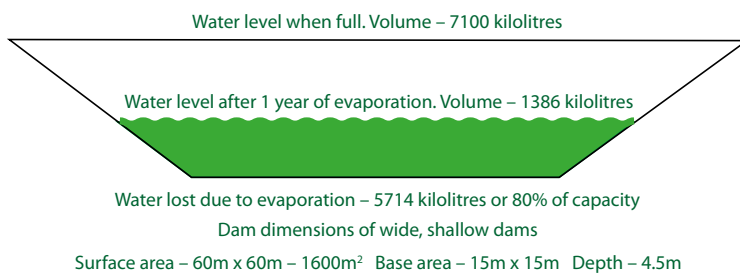 Water level when full. Volume – 7100 kilolitres
Water level after 1 year of evaporation. Volume – 1386 kilolitres
Water lost due to evaporation – 5714 kilolitres or 80% of capacity
Dam dimensions of wide, shallow dams
Surface area – 60m x 60m – 1600m² Base area – 15m x 15m Depth – 4.5m